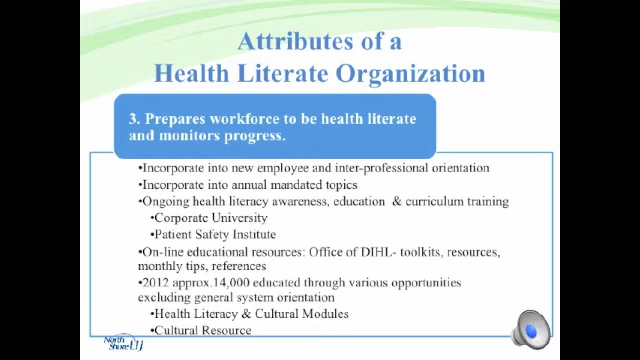 Attributes of a
Health Literate Organization
3. Prepares workforce to be health literate
and monitors progress.
•Incorporate into new employee and inter-professional orientation
•Incorporate into annual mandated topics
•Ongoing health literacy awareness, education & curriculum training
•Corporate University
•Patient Safety Institute
•On-line educational resources: Office of DIHL- toolkits, resources,
monthly tips, references
•2012 approx.14,000 educated through various opportunities
excluding general system orientation
•Health Literacy & Cultural Modules
•Cultural Resource
North
Shore LIJ